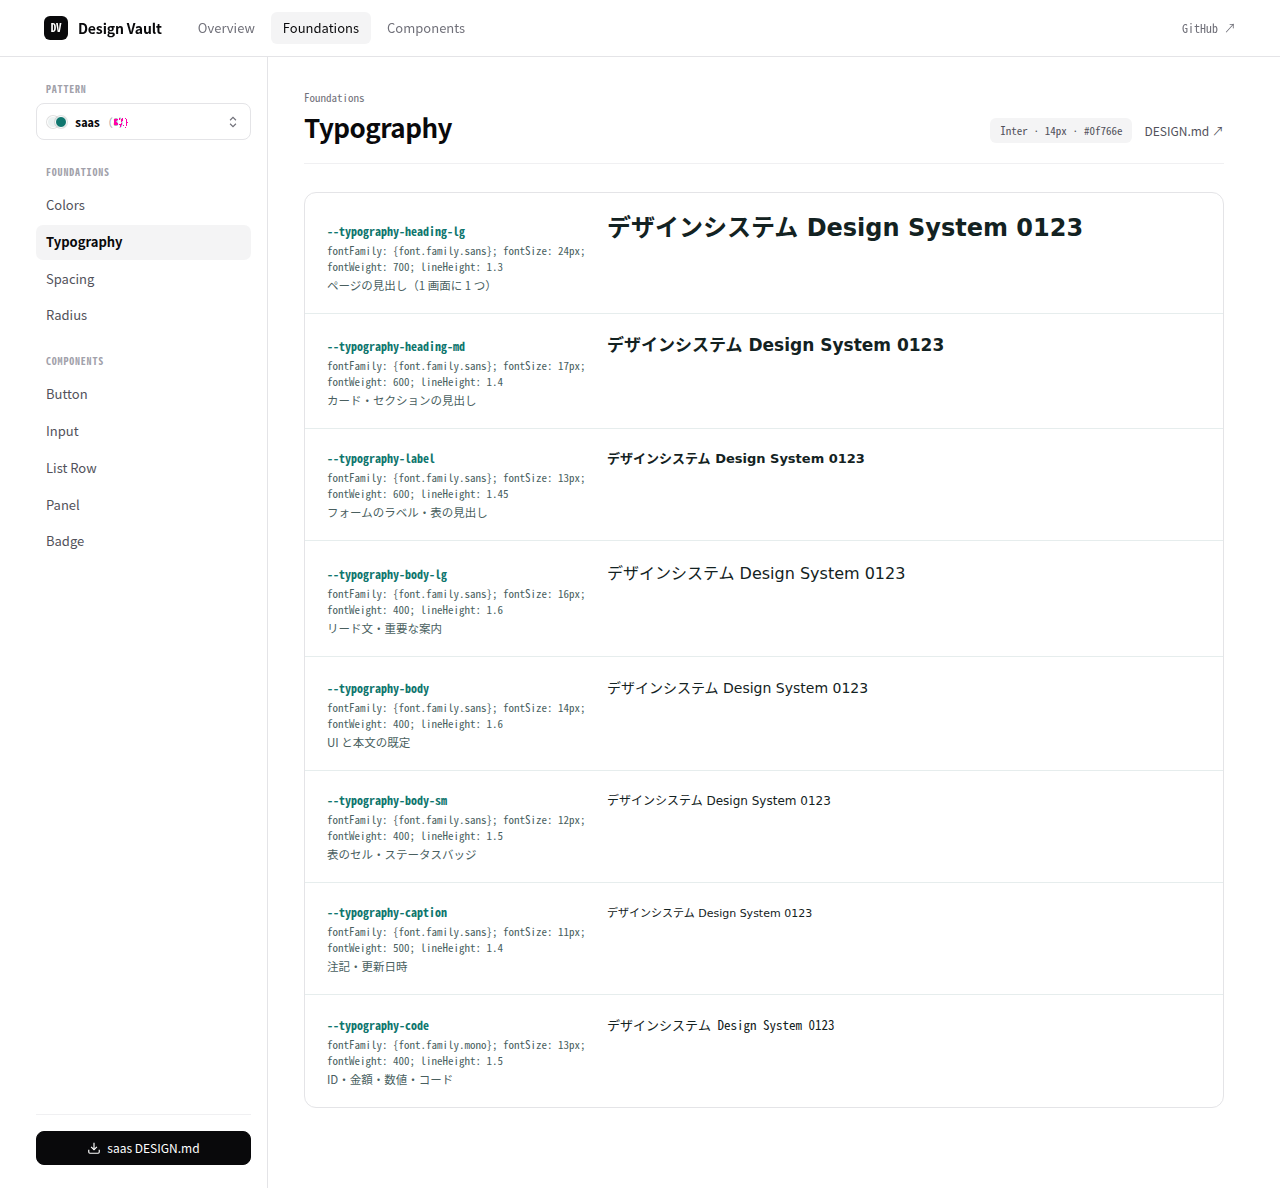 DV Design Vault Overview Foundations Components GitHub ↗
PATTERN
saas
FOUNDATIONS
Colors
Typography
Spacing
Radius
COMPONENTS
Button
Input
List Row
Panel
Badge
saas DESIGN.md
Foundations
Typography
Inter · 14px · #0f766e DESIGN.md ↗
--typography-heading-lg
fontFamily: {font.family.sans}; fontSize: 24px;
fontWeight: 700; lineHeight: 1.3
ページの見出し（1 画面に 1 つ）
デザインシステム Design System 0123
--typography-heading-md
fontFamily: {font.family.sans}; fontSize: 17px;
fontWeight: 600; lineHeight: 1.4
カード・セクションの見出し
デザインシステム Design System 0123
--typography-label
fontFamily: {font.family.sans}; fontSize: 13px;
fontWeight: 600; lineHeight: 1.45
フォームのラベル・表の見出し
デザインシステム Design System 0123
--typography-body-lg
fontFamily: {font.family.sans}; fontSize: 16px;
fontWeight: 400; lineHeight: 1.6
リード文・重要な案内
デザインシステム Design System 0123
--typography-body
fontFamily: {font.family.sans}; fontSize: 14px;
fontWeight: 400; lineHeight: 1.6
UI と本文の既定
デザインシステム Design System 0123
--typography-body-sm
fontFamily: {font.family.sans}; fontSize: 12px;
fontWeight: 400; lineHeight: 1.5
表のセル・ステータスバッジ
デザインシステム Design System 0123
--typography-caption
fontFamily: {font.family.sans}; fontSize: 11px;
fontWeight: 500; lineHeight: 1.4
注記・更新日時
デザインシステム Design System 0123
--typography-code
fontFamily: {font.family.mono}; fontSize: 13px;
fontWeight: 400; lineHeight: 1.5
ID・金額・数値・コード
デザインシステム Design System 0123